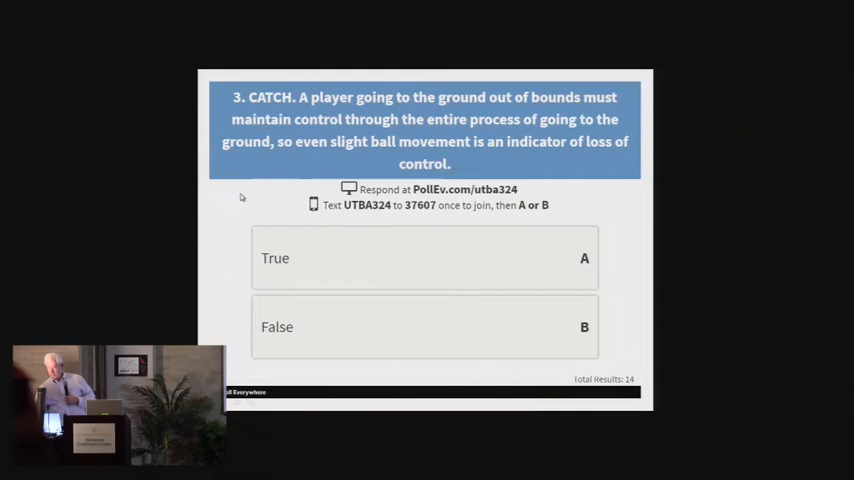 3. CATCH. A player going to the ground out of bounds must
maintain control through the entire process of going to the
ground, so even slight ball movement is an indicator of loss of
control.
Respond at PollEv.com/utba324
Text UTBA324 to 37607 once to join, then A or B
True A
False B
Total Results: 14
oll Everywhere